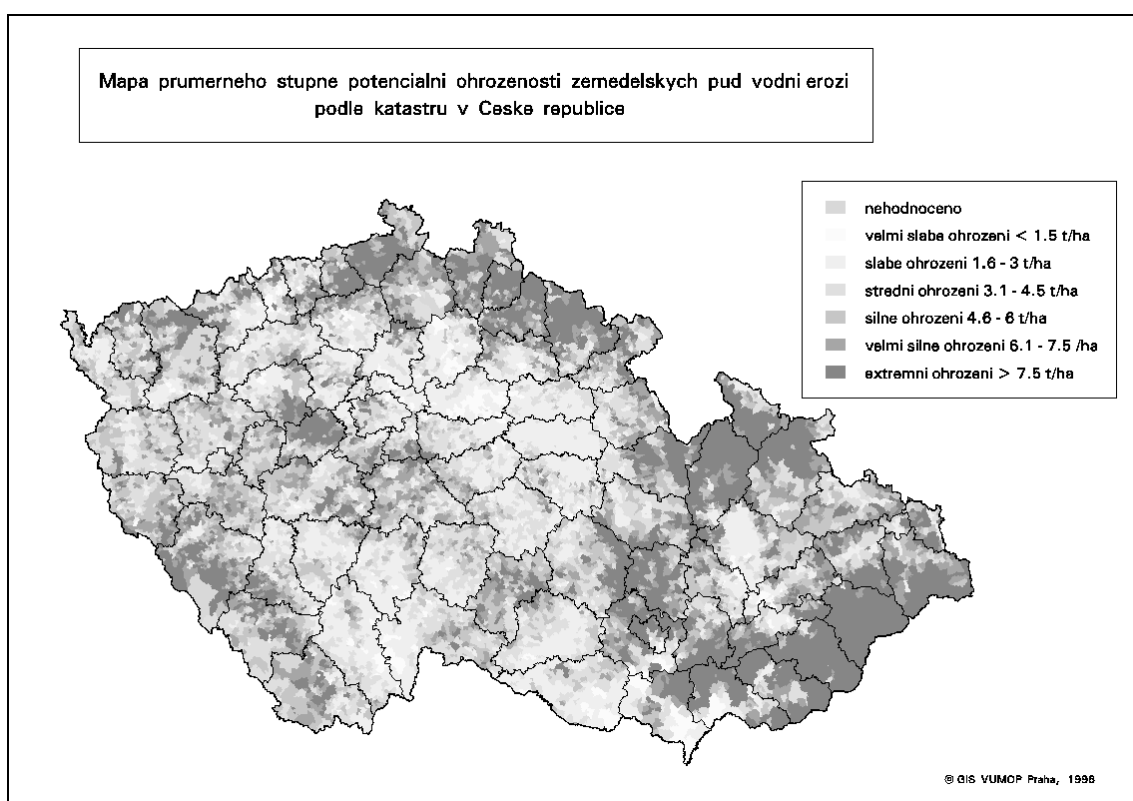 Mapa prumerneho stupne potencialni ohrozenosti zemedelskych pud vodni erozi
podle katastru v Ceske republice
nehodnoceno
velmi slabe ohrozeni < 1.5 t/ha
slabe ohrozeni 1.6 - 3 t/ha
stredni ohrozeni 3.1 - 4.5 t/ha
silne ohrozeni 4.6 - 6 t/ha
velmi silne ohrozeni 6.1 - 7.5 /ha
extremni ohrozeni > 7.5 t/ha
© GIS VUMOP Praha, 1996